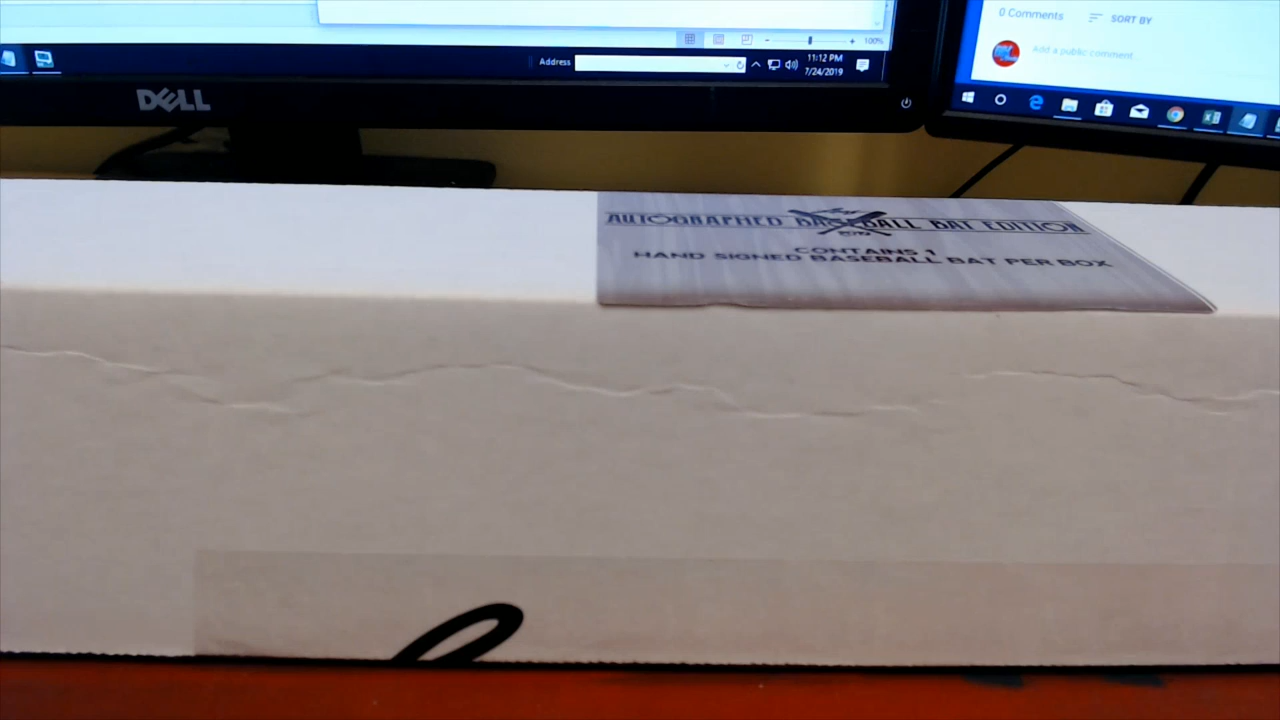 0 Comments
SORT BY
Add a public comment...
100%
Address
11:12 PM
7/24/2019
DELL
AUTOGRAPHED BASEBALL BAT EDITION
CONTAINS 1
HAND SIGNED BASEBALL BAT PER BOX